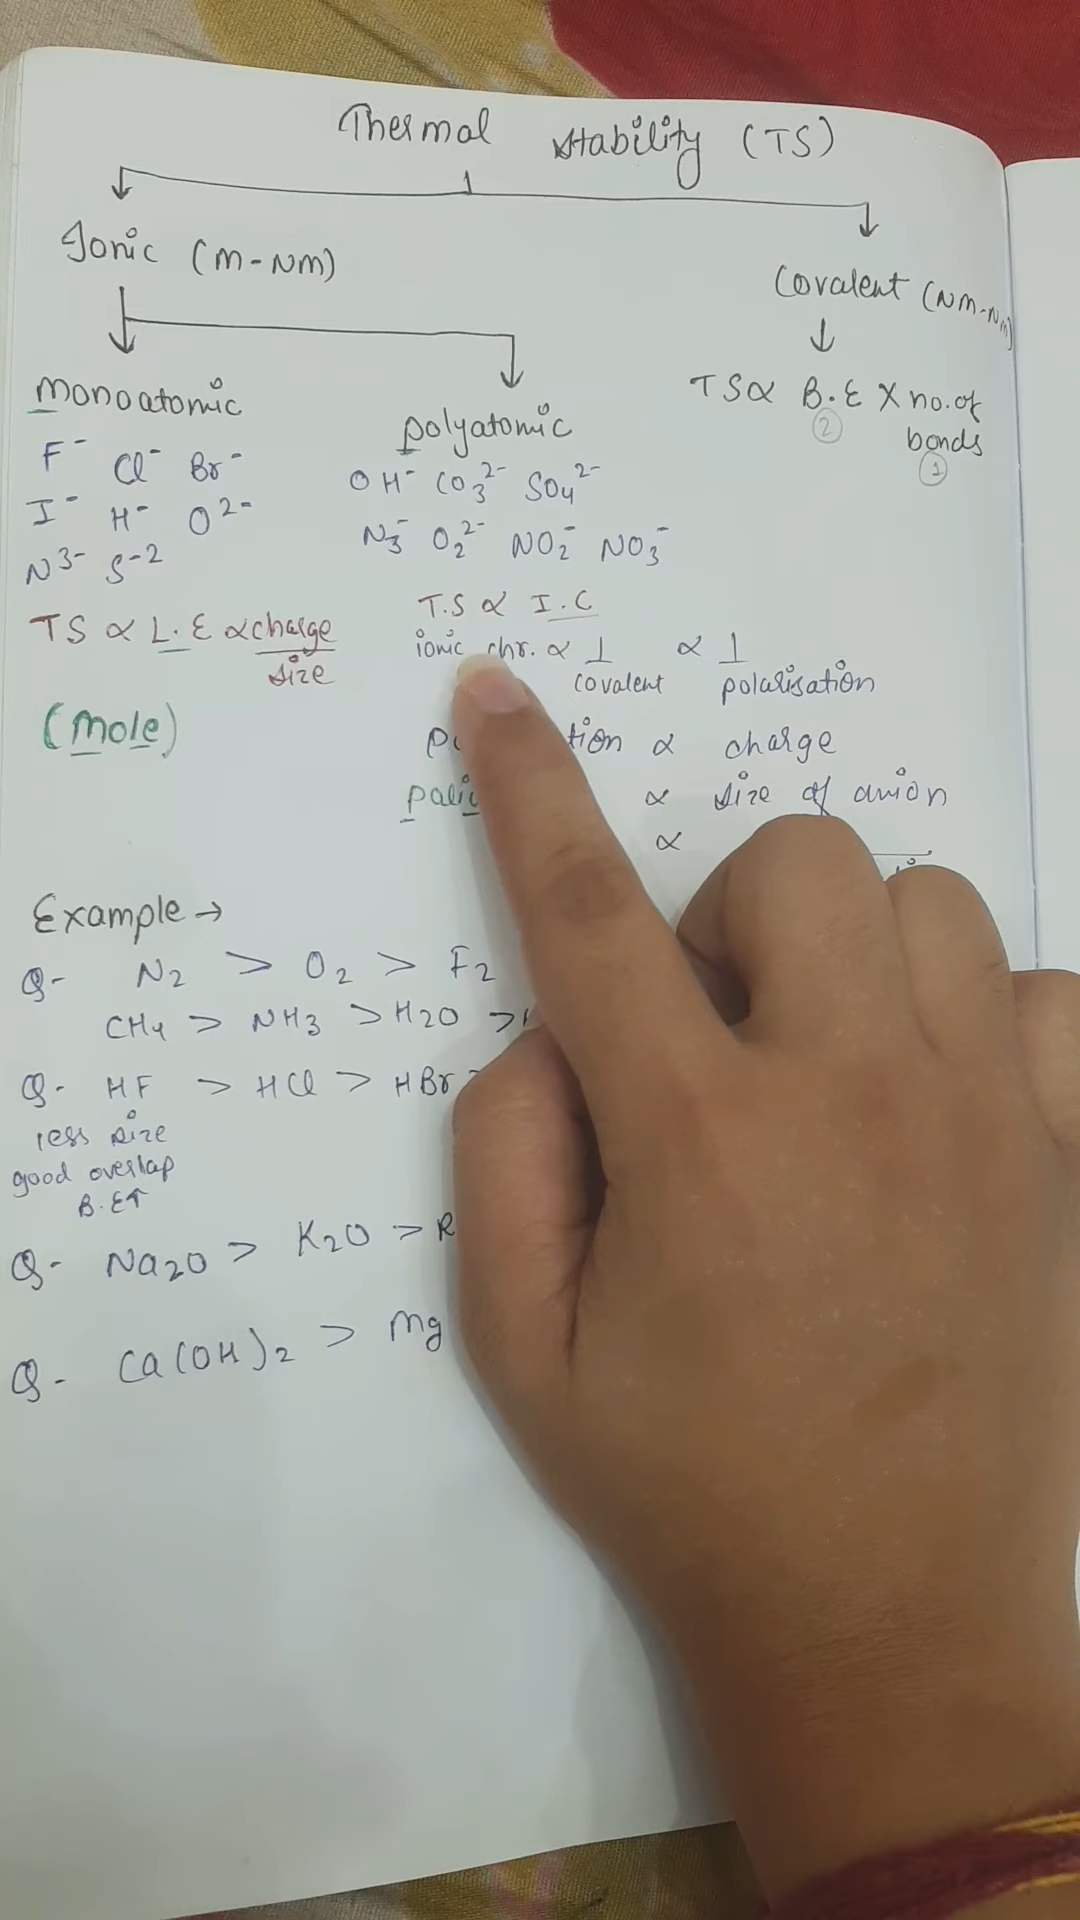 Thermal stability (TS)
Ionic (M-NM)
Covalent (NM-NM)
TS ∝ B.E × no. of bonds
② ①
Monoatomic
F⁻ Cl⁻ Br⁻
I⁻ H⁻ O²⁻
N³⁻ S⁻²
TS ∝ L.E ∝ charge/size
(Mole)
Polyatomic
OH⁻ CO₃²⁻ SO₄²⁻
N₃⁻ O₂²⁻ NO₂⁻ NO₃⁻
T.S ∝ I.C
ionic chr. ∝ 1/covalent ∝ 1/polarisation
∝ charge
∝ size of anion
∝
Example →
Q- N₂ > O₂ > F₂
CH₄ > NH₃ > H₂O >
Q- HF > HCl > HBr
less size
good overlap
B.E↑
Q- Na₂O > K₂O >
Q- Ca(OH)₂ > Mg